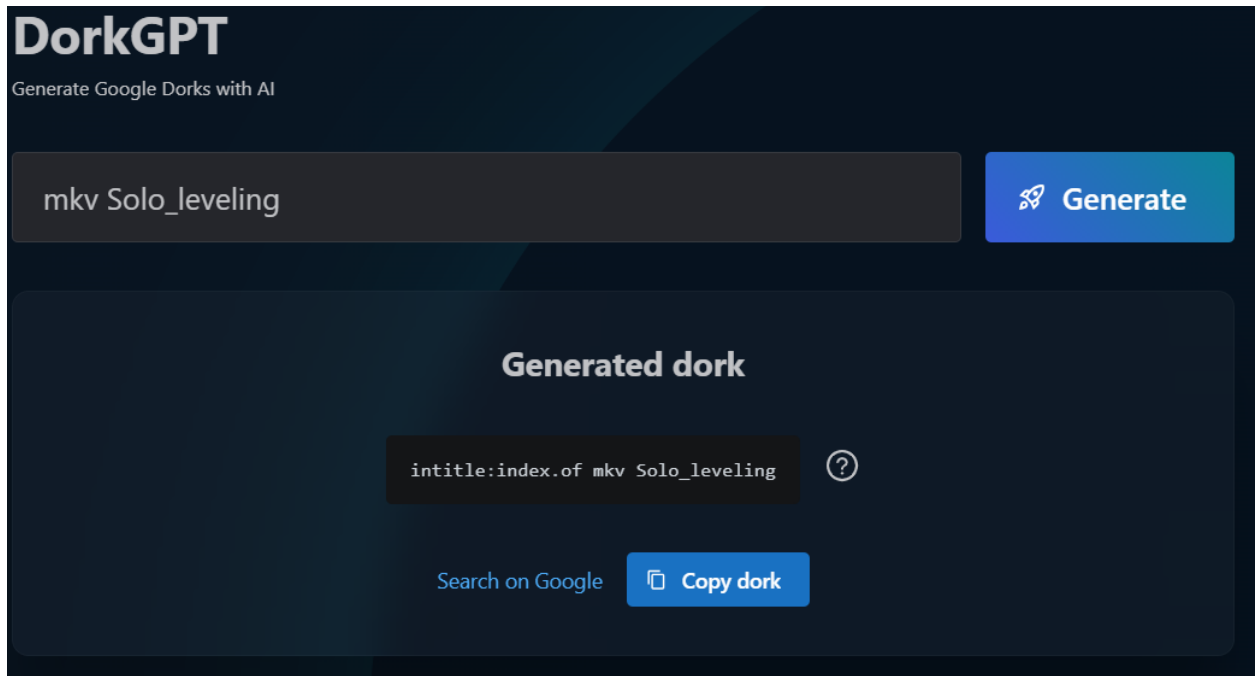 DorkGPT
Generate Google Dorks with AI
mkv Solo_leveling
Generate
Generated dork
intitle:index.of mkv Solo_leveling
?
Search on Google
Copy dork